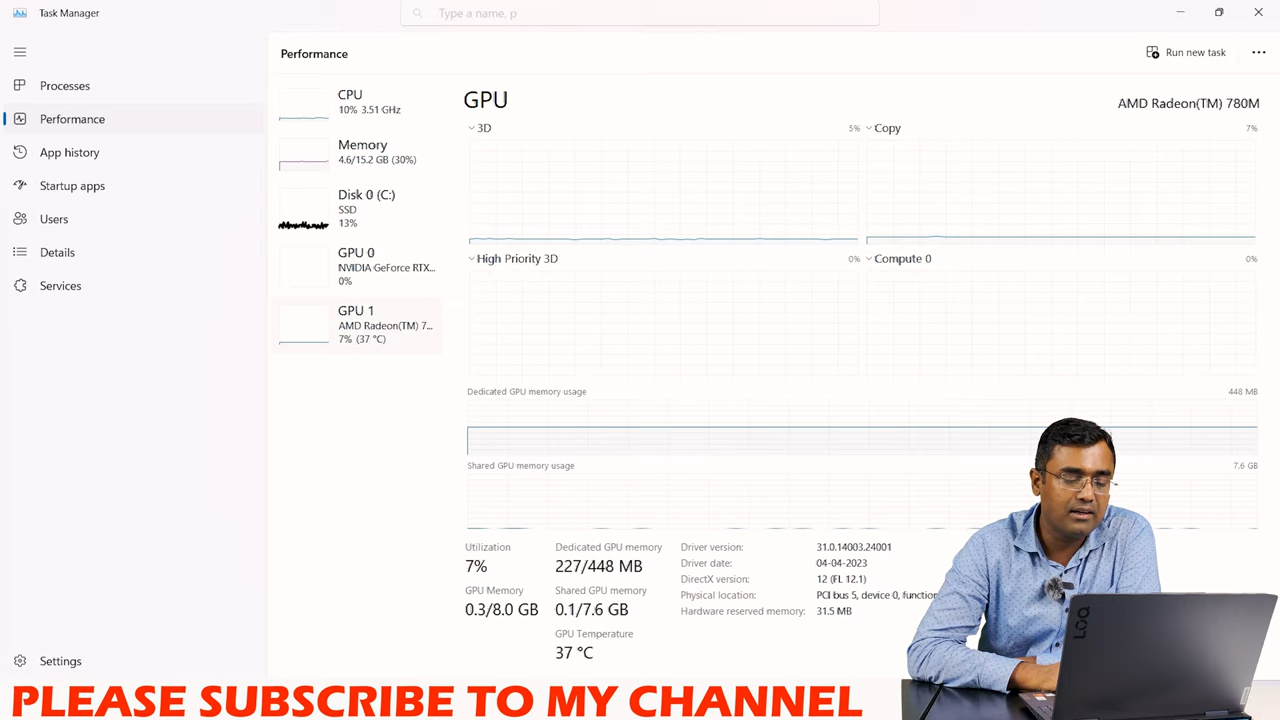 Task Manager
Type a name, p
Performance
Run new task
Processes
Performance
App history
Startup apps
Users
Details
Services
Settings
CPU
10% 3.51 GHz
Memory
4.6/15.2 GB (30%)
Disk 0 (C:)
SSD
13%
GPU 0
NVIDIA GeForce RTX...
0%
GPU 1
AMD Radeon(TM) 7...
7% (37 °C)
GPU
AMD Radeon(TM) 780M
3D 5%
Copy 7%
High Priority 3D 0%
Compute 0 0%
Dedicated GPU memory usage 448 MB
Shared GPU memory usage 7.6 GB
Utilization
7%
GPU Memory
0.3/8.0 GB
Dedicated GPU memory
227/448 MB
Shared GPU memory
0.1/7.6 GB
GPU Temperature
37 °C
Driver version: 31.0.14003.24001
Driver date: 04-04-2023
DirectX version: 12 (FL 12.1)
Physical location: PCI bus 5, device 0, function
Hardware reserved memory: 31.5 MB
LOQ
PLEASE SUBSCRIBE TO MY CHANNEL